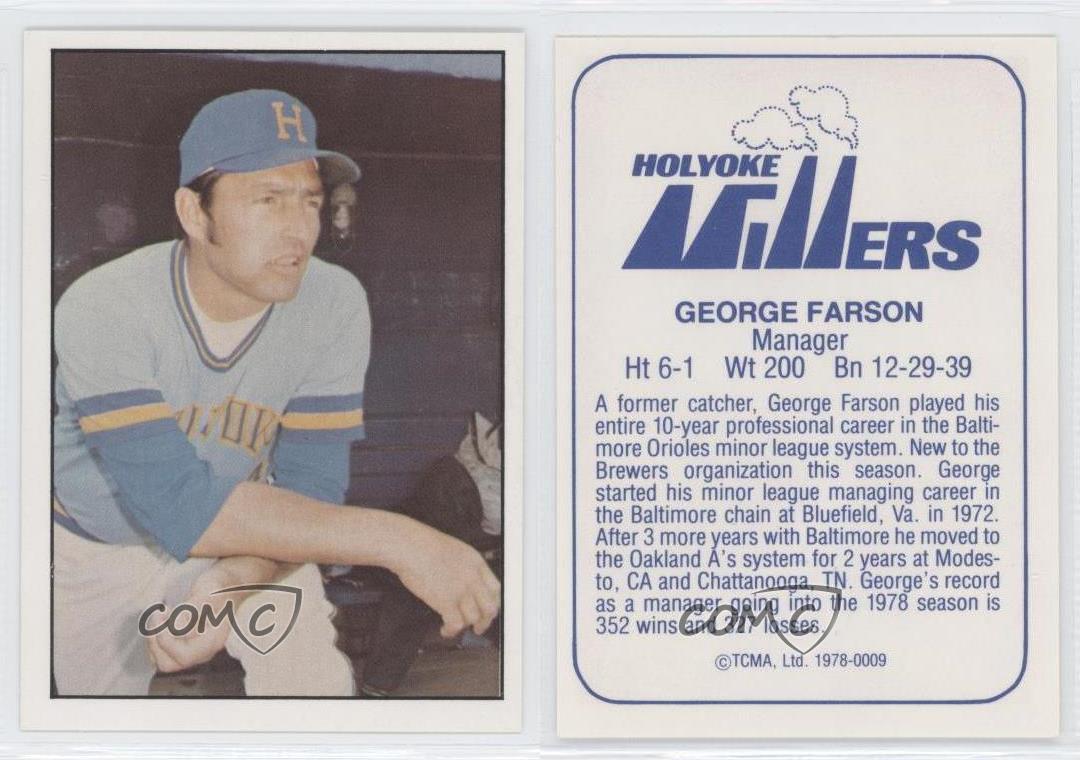 H
COMC
HOLYOKE
MillERS
GEORGE FARSON
Manager
Ht 6-1 Wt 200 Bn 12-29-39
A former catcher, George Farson played his
entire 10-year professional career in the Balti-
more Orioles minor league system. New to the
Brewers organization this season. George
started his minor league managing career in
the Baltimore chain at Bluefield, Va. in 1972.
After 3 more years with Baltimore he moved to
the Oakland A's system for 2 years at Modes-
to, CA and Chattanooga, TN. George's record
as a manager going into the 1978 season is
352 wins and 327 losses.
COMC
©TCMA, Ltd. 1978-0009